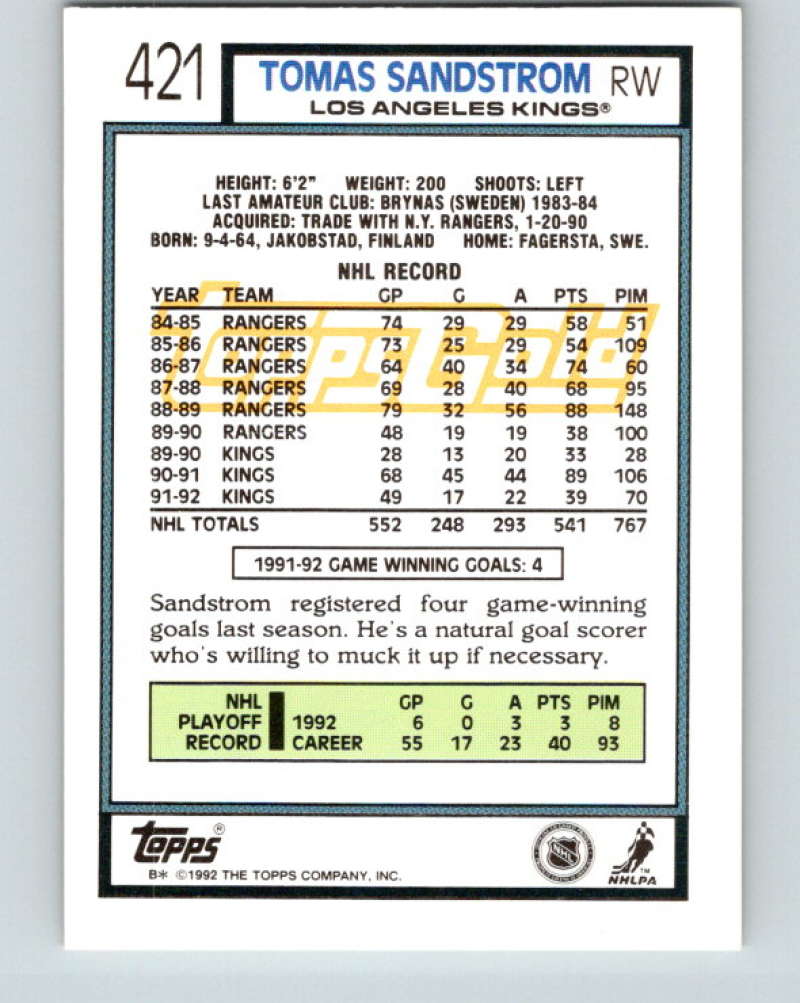 421
TOMAS SANDSTROM RW
LOS ANGELES KINGS®
HEIGHT: 6'2" WEIGHT: 200 SHOOTS: LEFT
LAST AMATEUR CLUB: BRYNAS (SWEDEN) 1983-84
ACQUIRED: TRADE WITH N.Y. RANGERS, 1-20-90
BORN: 9-4-64, JAKOBSTAD, FINLAND HOME: FAGERSTA, SWE.
NHL RECORD
YEAR TEAM GP G A PTS PIM
84-85 RANGERS 74 29 29 58 51
85-86 RANGERS 73 25 29 54 109
86-87 RANGERS 64 40 34 74 60
87-88 RANGERS 69 28 40 68 95
88-89 RANGERS 79 32 56 88 148
89-90 RANGERS 48 19 19 38 100
89-90 KINGS 28 13 20 33 28
90-91 KINGS 68 45 44 89 106
91-92 KINGS 49 17 22 39 70
NHL TOTALS 552 248 293 541 767
Topps Gold
1991-92 GAME WINNING GOALS: 4
Sandstrom registered four game-winning
goals last season. He's a natural goal scorer
who's willing to muck it up if necessary.
NHL GP G A PTS PIM
PLAYOFF 1992 6 0 3 3 8
RECORD CAREER 55 17 23 40 93
Topps®
B* ©1992 THE TOPPS COMPANY, INC.
NHL
NHLPA™